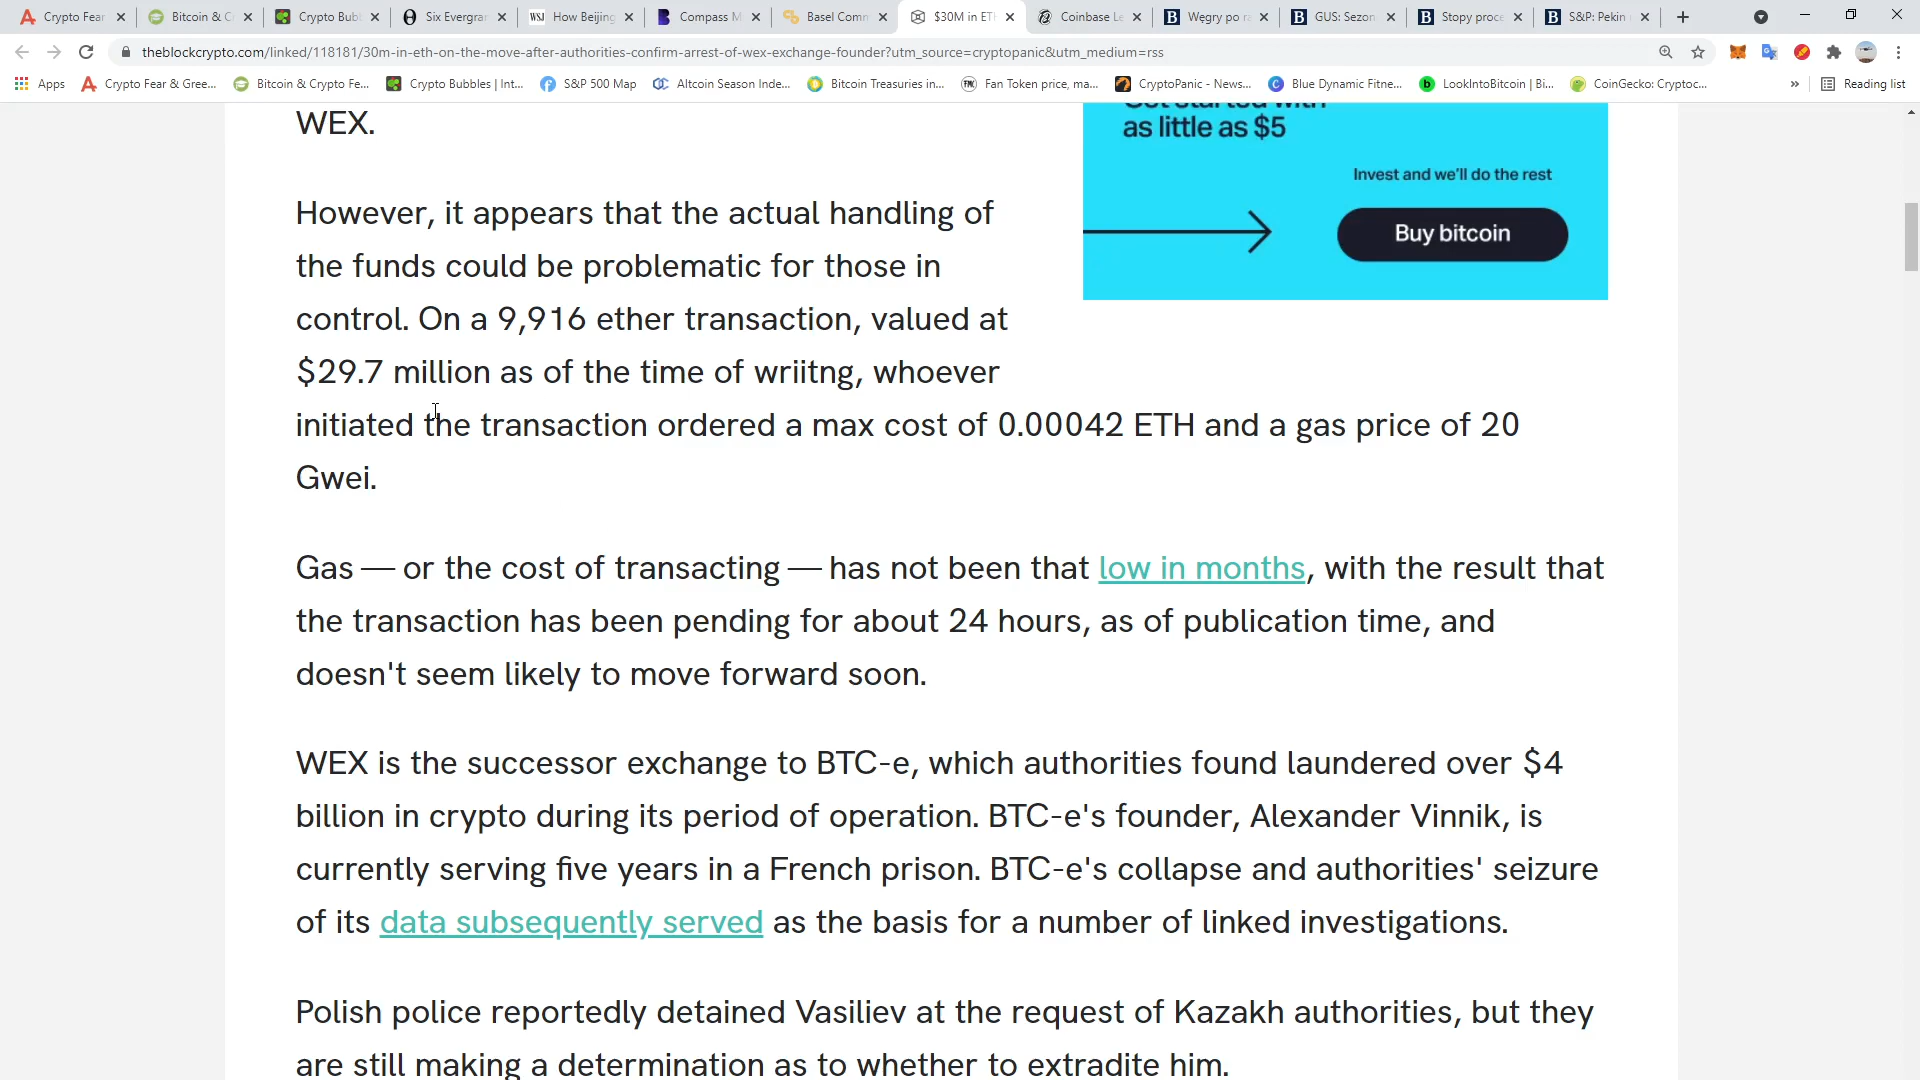 Crypto Fear
Bitcoin & C
Crypto Bubb
Six Evergran
WSJ How Beijing
Compass M
Basel Comm
$30M in ETH
Coinbase Le
Węgry po ra
GUS: Sezon
Stopy proce
S&P: Pekin
theblockcrypto.com/linked/118181/30m-in-eth-on-the-move-after-authorities-confirm-arrest-of-wex-exchange-founder?utm_source=cryptopanic&utm_medium=rss
Apps
Crypto Fear & Gree...
Bitcoin & Crypto Fe...
Crypto Bubbles | Int...
S&P 500 Map
Altcoin Season Inde...
Bitcoin Treasuries in...
Fan Token price, ma...
CryptoPanic - News...
Blue Dynamic Fitne...
LookIntoBitcoin | Bi...
CoinGecko: Cryptoc...
»
Reading list
WEX.
Get started with
as little as $5
Invest and we'll do the rest
Buy bitcoin
However, it appears that the actual handling of
the funds could be problematic for those in
control. On a 9,916 ether transaction, valued at
$29.7 million as of the time of wriitng, whoever
initiated the transaction ordered a max cost of 0.00042 ETH and a gas price of 20
Gwei.
Gas — or the cost of transacting — has not been that low in months, with the result that
the transaction has been pending for about 24 hours, as of publication time, and
doesn't seem likely to move forward soon.
WEX is the successor exchange to BTC-e, which authorities found laundered over $4
billion in crypto during its period of operation. BTC-e's founder, Alexander Vinnik, is
currently serving five years in a French prison. BTC-e's collapse and authorities' seizure
of its data subsequently served as the basis for a number of linked investigations.
Polish police reportedly detained Vasiliev at the request of Kazakh authorities, but they
are still making a determination as to whether to extradite him.